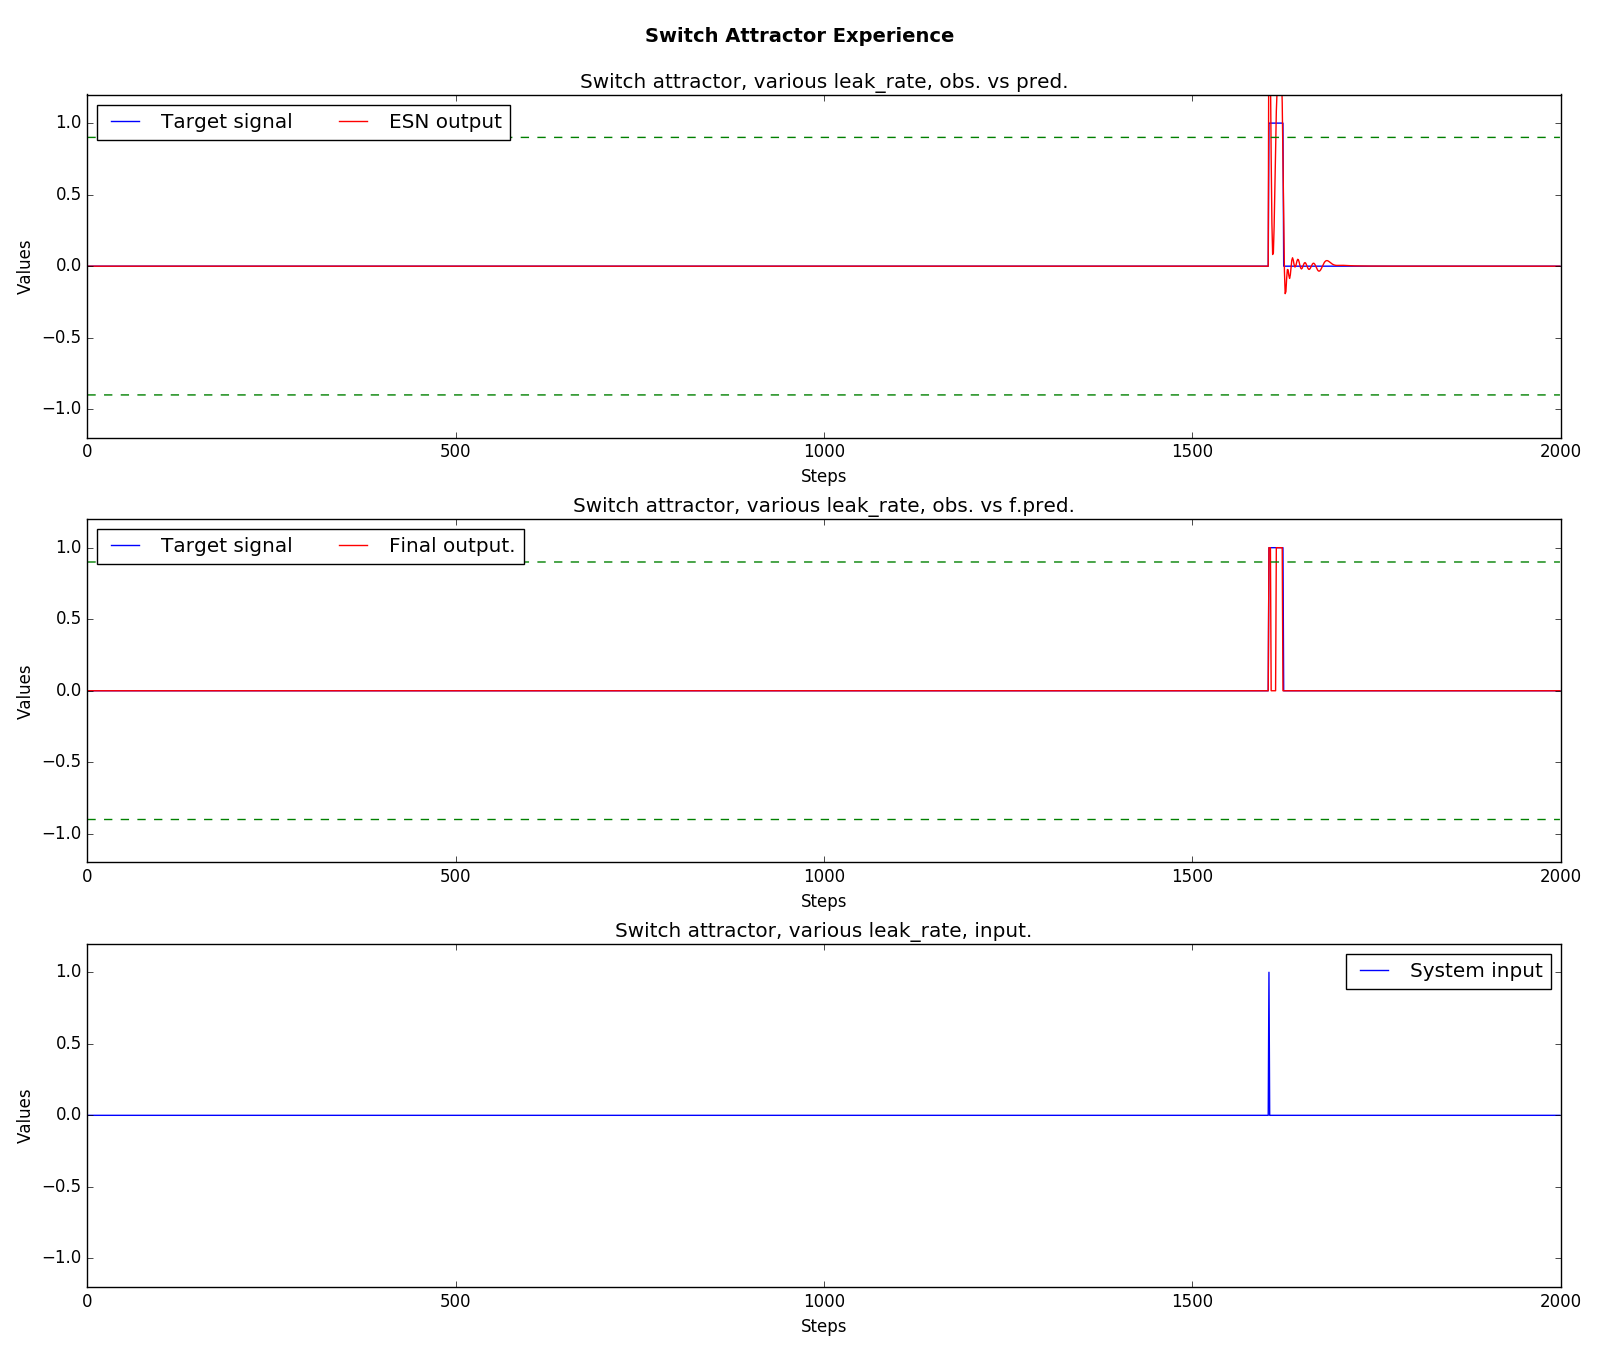 Switch Attractor Experience
Switch attractor, various leak_rate, obs. vs pred.
Target signal ESN output
1.0
0.5
0.0
−0.5
−1.0
Values
0 500 1000 1500 2000
Steps
Switch attractor, various leak_rate, obs. vs f.pred.
Target signal Final output.
1.0
0.5
0.0
−0.5
−1.0
Values
0 500 1000 1500 2000
Steps
Switch attractor, various leak_rate, input.
System input
1.0
0.5
0.0
−0.5
−1.0
Values
0 500 1000 1500 2000
Steps